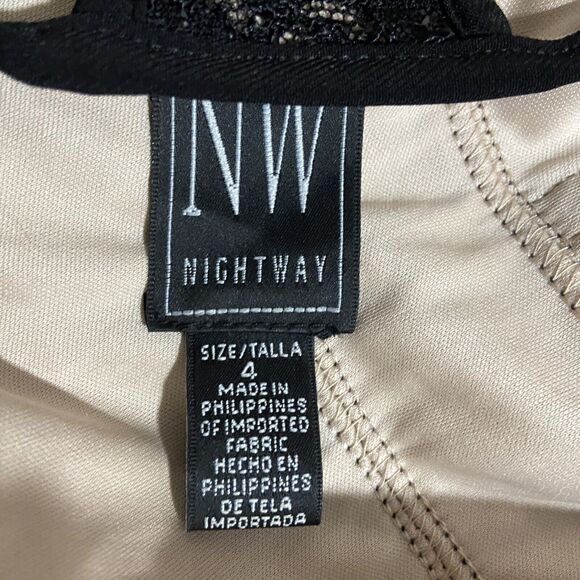 NW
NIGHTWAY
SIZE/TALLA
4
MADE IN
PHILIPPINES
OF IMPORTED
FABRIC
HECHO EN
PHILIPPINES
DE TELA
IMPORTADA